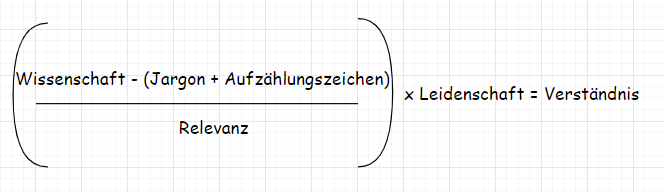 Wissenschaft - (Jargon + Aufzählungszeichen)
Relevanz
x Leidenschaft = Verständnis